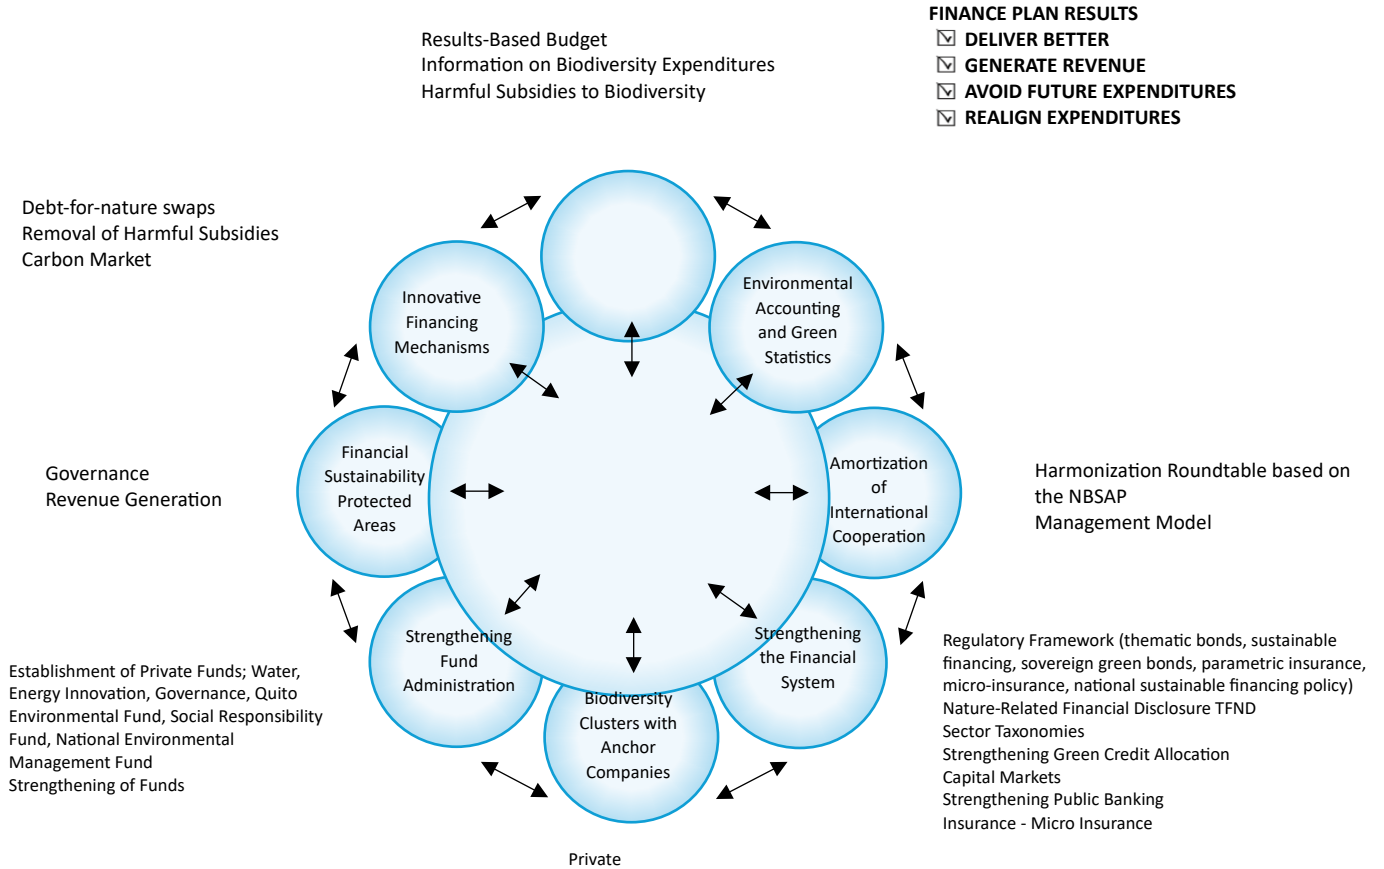 FINANCE PLAN RESULTS
DELIVER BETTER
GENERATE REVENUE
AVOID FUTURE EXPENDITURES
REALIGN EXPENDITURES
Results-Based Budget
Information on Biodiversity Expenditures
Harmful Subsidies to Biodiversity
Debt-for-nature swaps
Removal of Harmful Subsidies
Carbon Market
Innovative
Financing
Mechanisms
Environmental
Accounting
and Green
Statistics
Governance
Revenue Generation
Financial
Sustainability
Protected
Areas
Amortization
of
International
Cooperation
Harmonization Roundtable based on
the NBSAP
Management Model
Establishment of Private Funds; Water,
Energy Innovation, Governance, Quito
Environmental Fund, Social Responsibility
Fund, National Environmental
Management Fund
Strengthening of Funds
Strengthening
Fund
Administration
Biodiversity
Clusters with
Anchor
Companies
Strengthening
the Financial
System
Regulatory Framework (thematic bonds, sustainable
financing, sovereign green bonds, parametric insurance,
micro-insurance, national sustainable financing policy)
Nature-Related Financial Disclosure TFND
Sector Taxonomies
Strengthening Green Credit Allocation
Capital Markets
Strengthening Public Banking
Insurance - Micro Insurance
Private